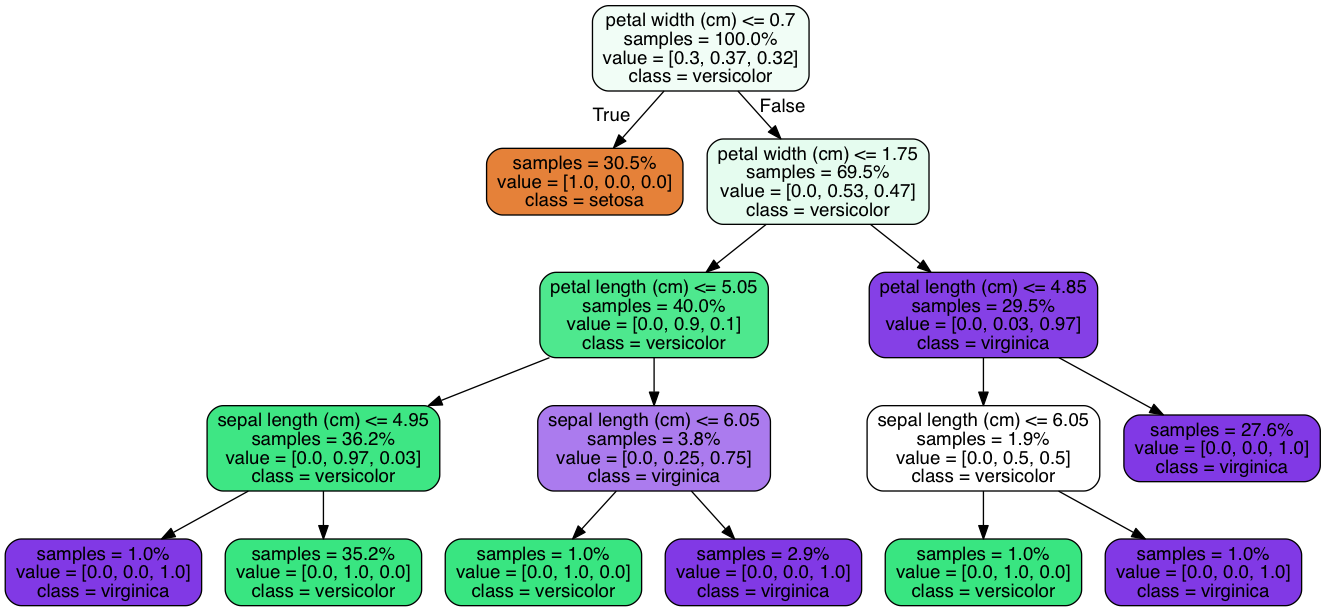 petal width (cm) <= 0.7
samples = 100.0%
value = [0.3, 0.37, 0.32]
class = versicolor
True
False
samples = 30.5%
value = [1.0, 0.0, 0.0]
class = setosa
petal width (cm) <= 1.75
samples = 69.5%
value = [0.0, 0.53, 0.47]
class = versicolor
petal length (cm) <= 5.05
samples = 40.0%
value = [0.0, 0.9, 0.1]
class = versicolor
petal length (cm) <= 4.85
samples = 29.5%
value = [0.0, 0.03, 0.97]
class = virginica
sepal length (cm) <= 4.95
samples = 36.2%
value = [0.0, 0.97, 0.03]
class = versicolor
sepal length (cm) <= 6.05
samples = 3.8%
value = [0.0, 0.25, 0.75]
class = virginica
sepal length (cm) <= 6.05
samples = 1.9%
value = [0.0, 0.5, 0.5]
class = versicolor
samples = 27.6%
value = [0.0, 0.0, 1.0]
class = virginica
samples = 1.0%
value = [0.0, 0.0, 1.0]
class = virginica
samples = 35.2%
value = [0.0, 1.0, 0.0]
class = versicolor
samples = 1.0%
value = [0.0, 1.0, 0.0]
class = versicolor
samples = 2.9%
value = [0.0, 0.0, 1.0]
class = virginica
samples = 1.0%
value = [0.0, 1.0, 0.0]
class = versicolor
samples = 1.0%
value = [0.0, 0.0, 1.0]
class = virginica